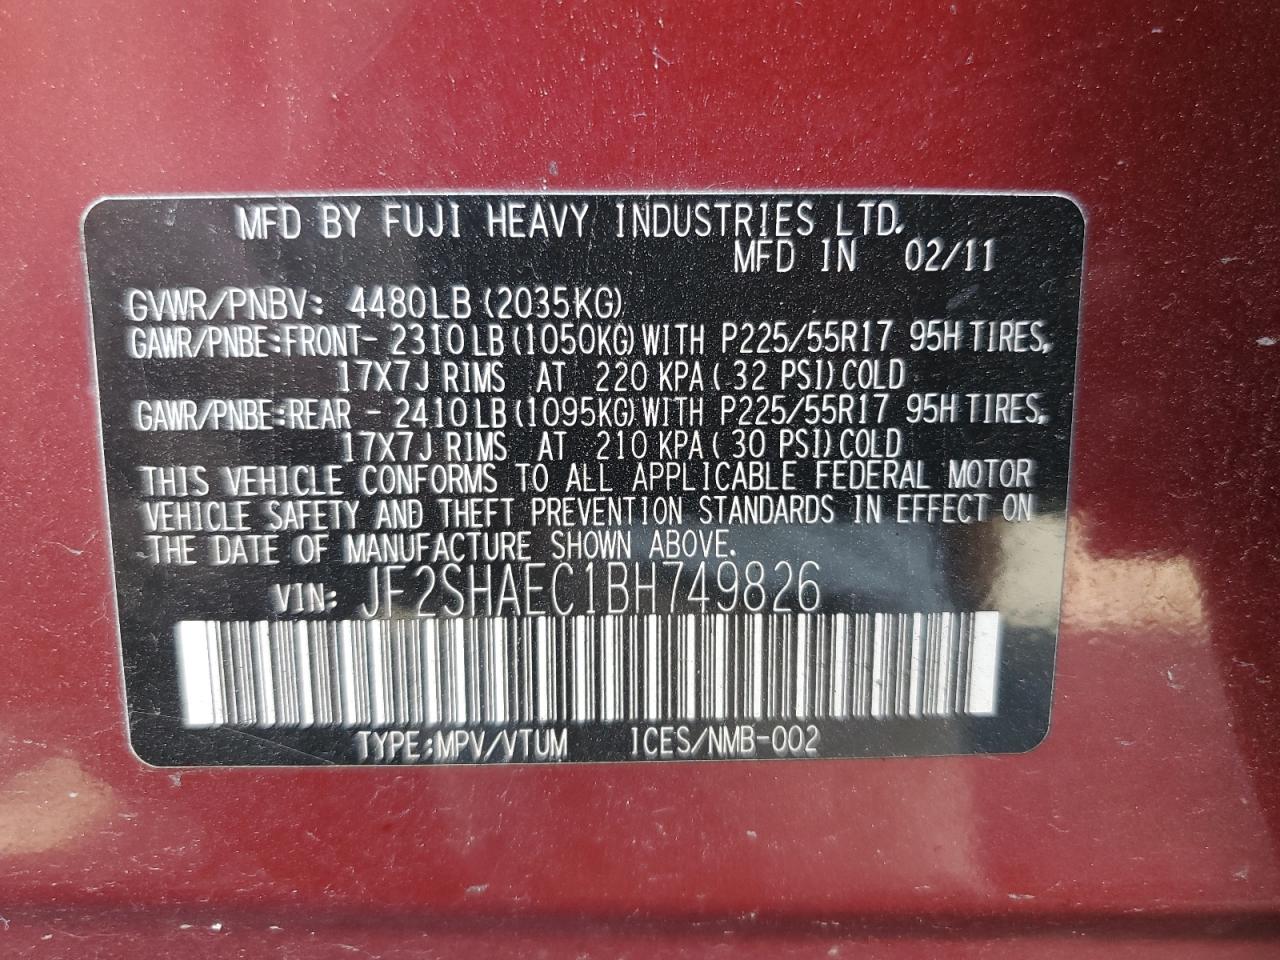 MFD BY FUJI HEAVY INDUSTRIES LTD.
MFD IN 02/11
GVWR/PNBV: 4480LB (2035KG)
GAWR/PNBE:FRONT- 2310LB(1050KG)WITH P225/55R17 95H TIRES,
17X7J RIMS AT 220 KPA( 32 PSI)COLD
GAWR/PNBE:REAR - 2410LB(1095KG)WITH P225/55R17 95H TIRES,
17X7J RIMS AT 210 KPA( 30 PSI)COLD
THIS VEHICLE CONFORMS TO ALL APPLICABLE FEDERAL MOTOR
VEHICLE SAFETY AND THEFT PREVENTION STANDARDS IN EFFECT ON
THE DATE OF MANUFACTURE SHOWN ABOVE.
VIN: JF2SHAEC1BH749826
TYPE:MPV/VTUM ICES/NMB-002